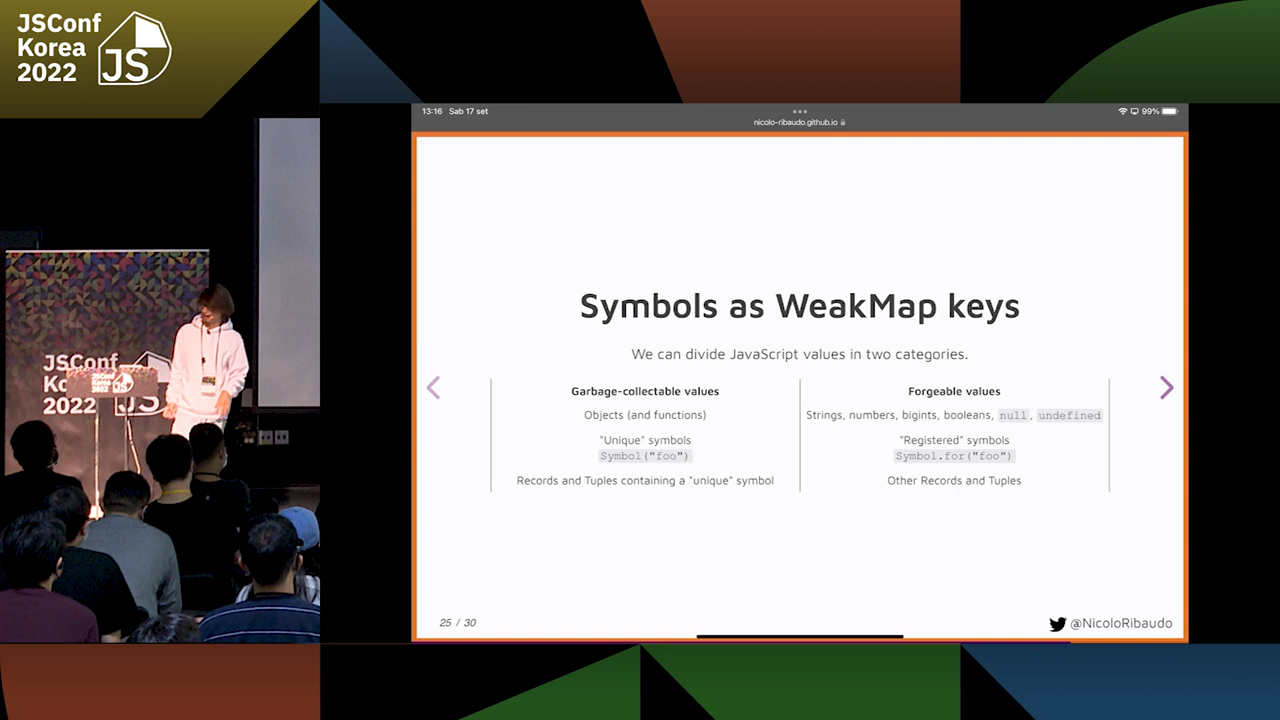 JSConf
Korea
2022
JS
13:16 Sab 17 set
nicolo-ribaudo.github.io
99%
Symbols as WeakMap keys
We can divide JavaScript values in two categories.
Garbage-collectable values
Objects (and functions)
"Unique" symbols
Symbol("foo")
Records and Tuples containing a "unique" symbol
Forgeable values
Strings, numbers, bigints, booleans, null, undefined
"Registered" symbols
Symbol.for("foo")
Other Records and Tuples
25 / 30
@NicoloRibaudo
JSConf
2022
JS
JSConf
JS